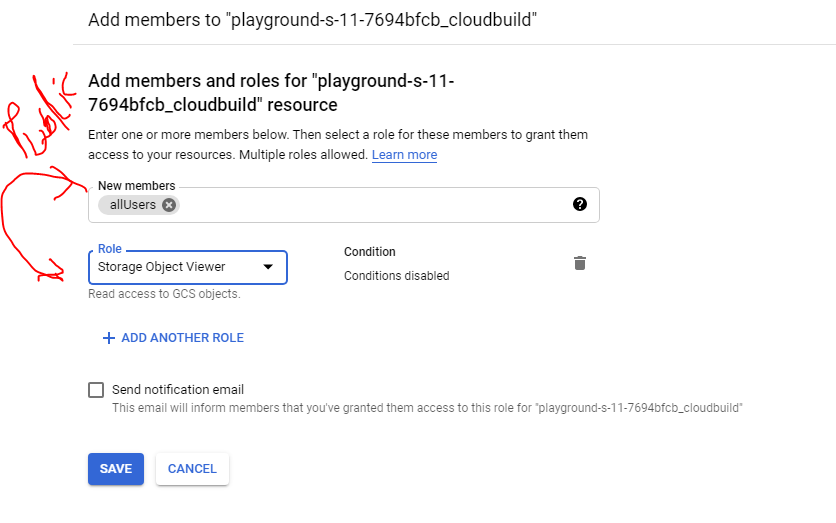 Add members to "playground-s-11-7694bfcb_cloudbuild"
Public
Add members and roles for "playground-s-11-
7694bfcb_cloudbuild" resource
Enter one or more members below. Then select a role for these members to grant them
access to your resources. Multiple roles allowed. Learn more
New members
allUsers
Role
Storage Object Viewer
Read access to GCS objects.
Condition
Conditions disabled
ADD ANOTHER ROLE
Send notification email
This email will inform members that you've granted them access to this role for "playground-s-11-7694bfcb_cloudbuild"
SAVE CANCEL